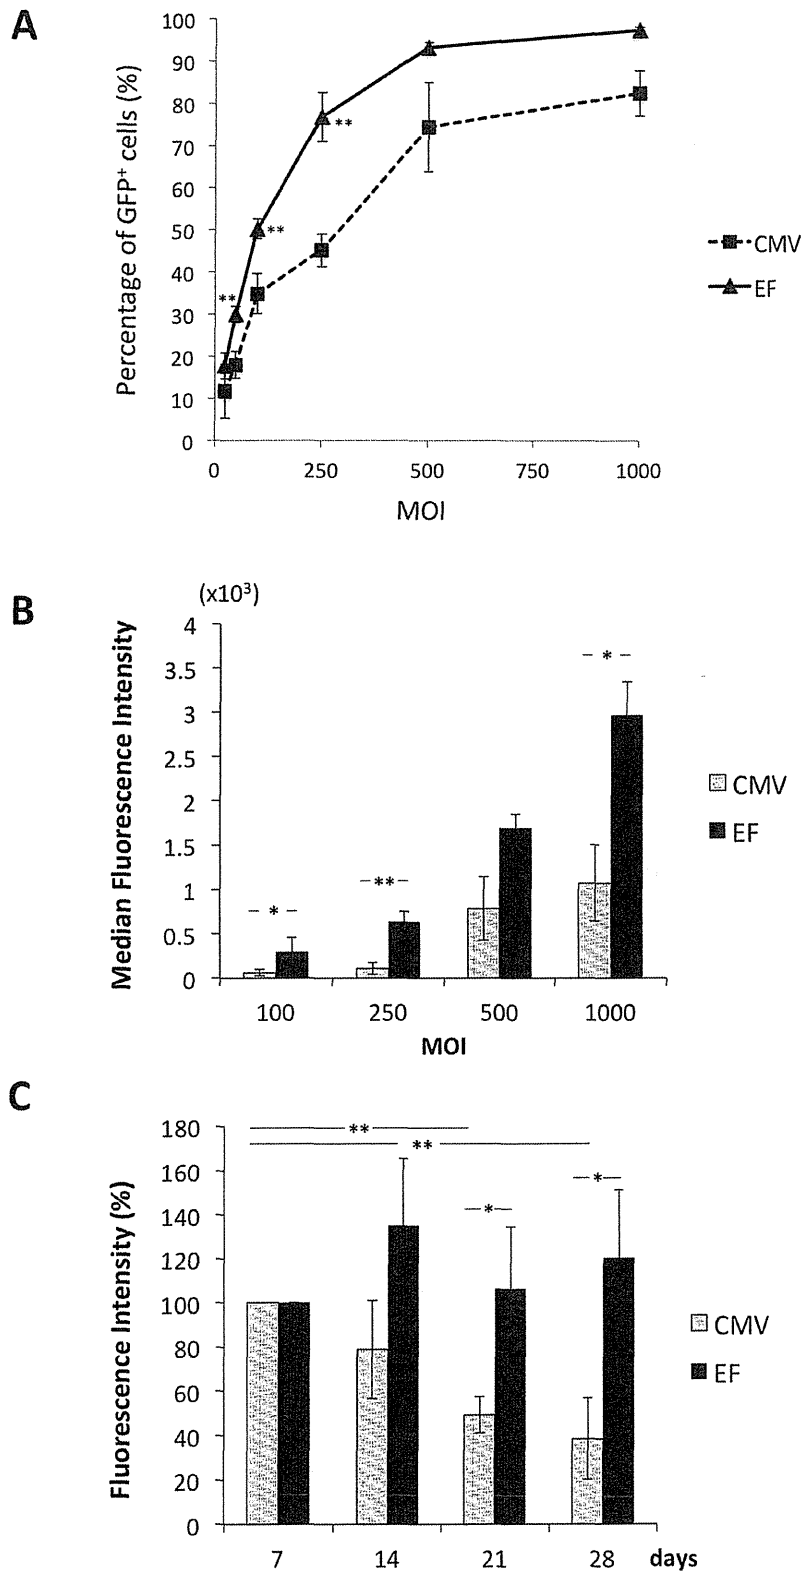 A
Percentage of GFP⁺ cells (%)
100
90
80
70
60
50
40
30
20
10
0
**
**
**
0 250 500 750 1000
MOI
CMV
EF
B
(x10³)
Median Fluorescence Intensity
4
3.5
3
2.5
2
1.5
1
0.5
0
*
**
*
100 250 500 1000
MOI
CMV
EF
C
Fluorescence Intensity (%)
180
160
140
120
100
80
60
40
20
0
**
**
*
*
7 14 21 28 days
CMV
EF